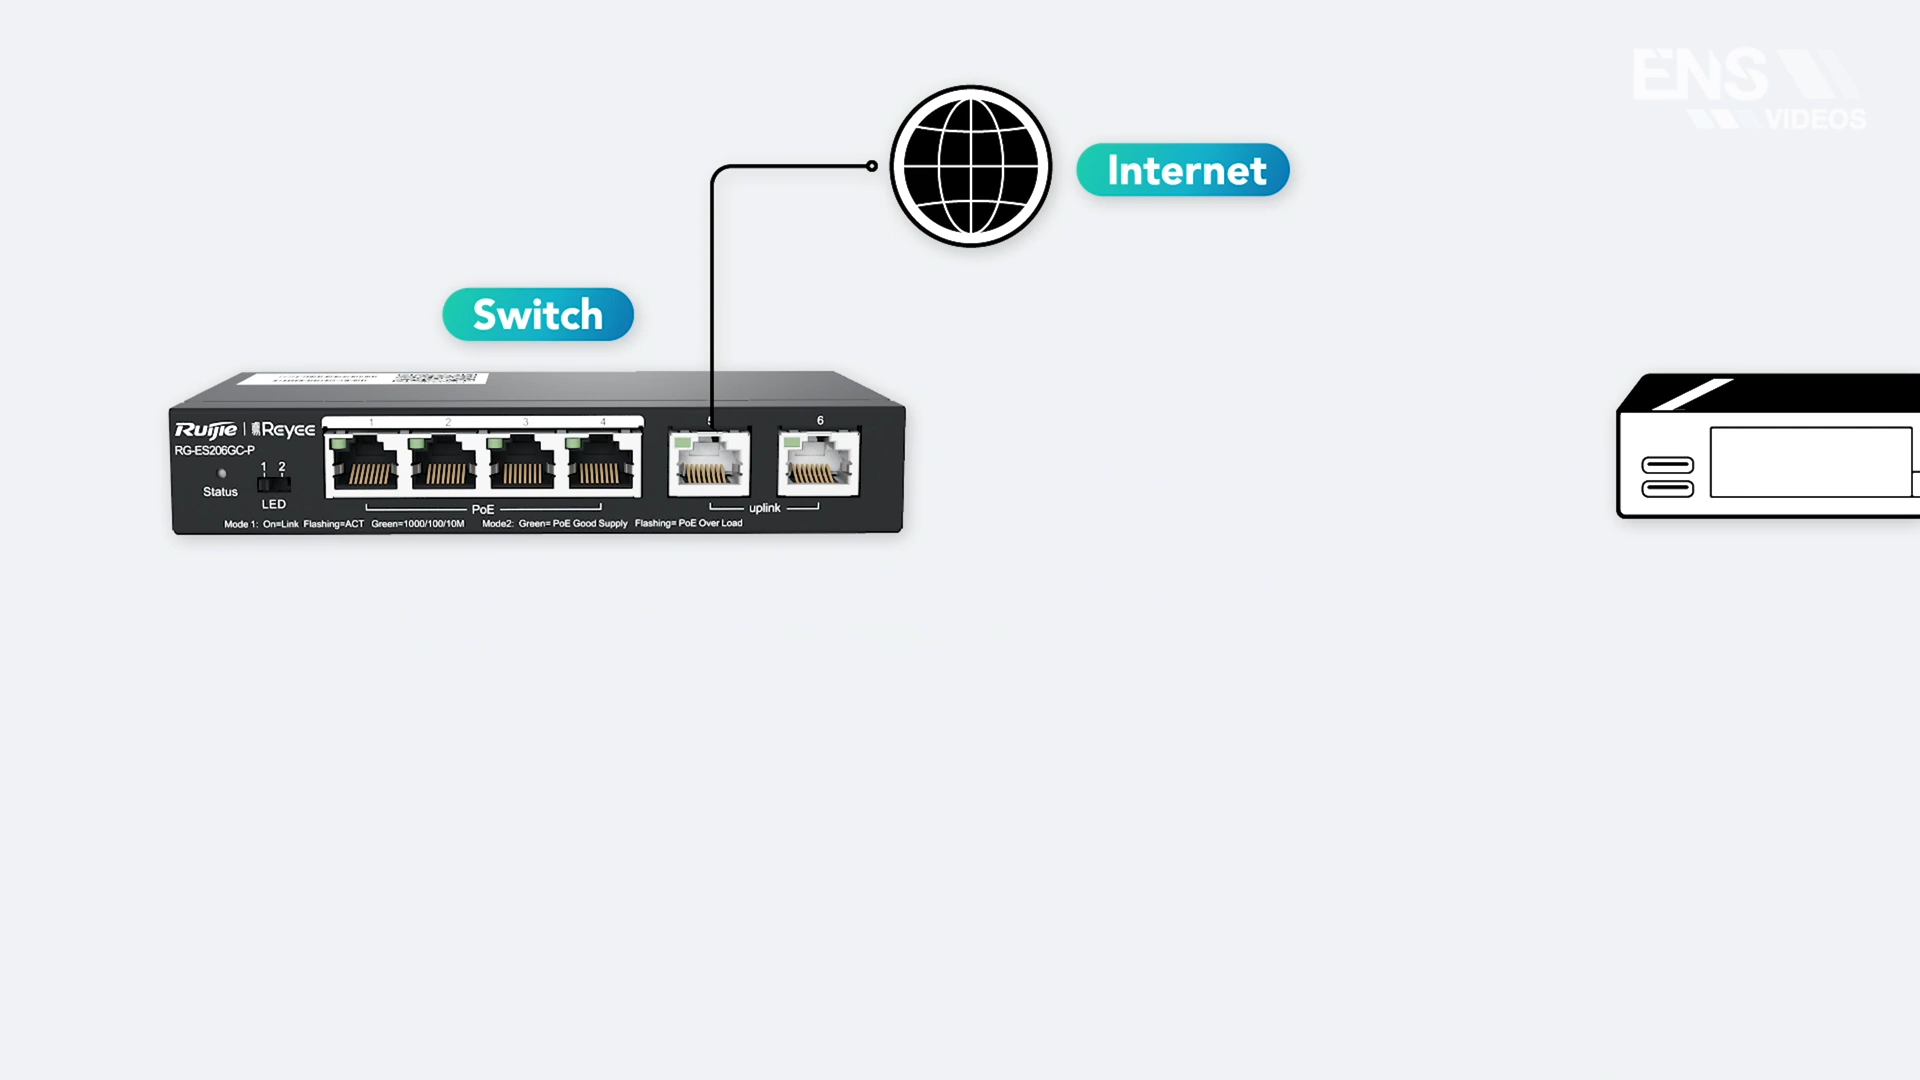 ENS
VIDEOS
Internet
Switch
Ruijie | Reyee
RG-ES206GC-P
1 2 3 4 6
1 2
Status
LED
PoE
uplink
Mode 1: On=Link Flashing=ACT Green=1000/100/10M Mode2: Green= PoE Good Supply Flashing= PoE Over Load